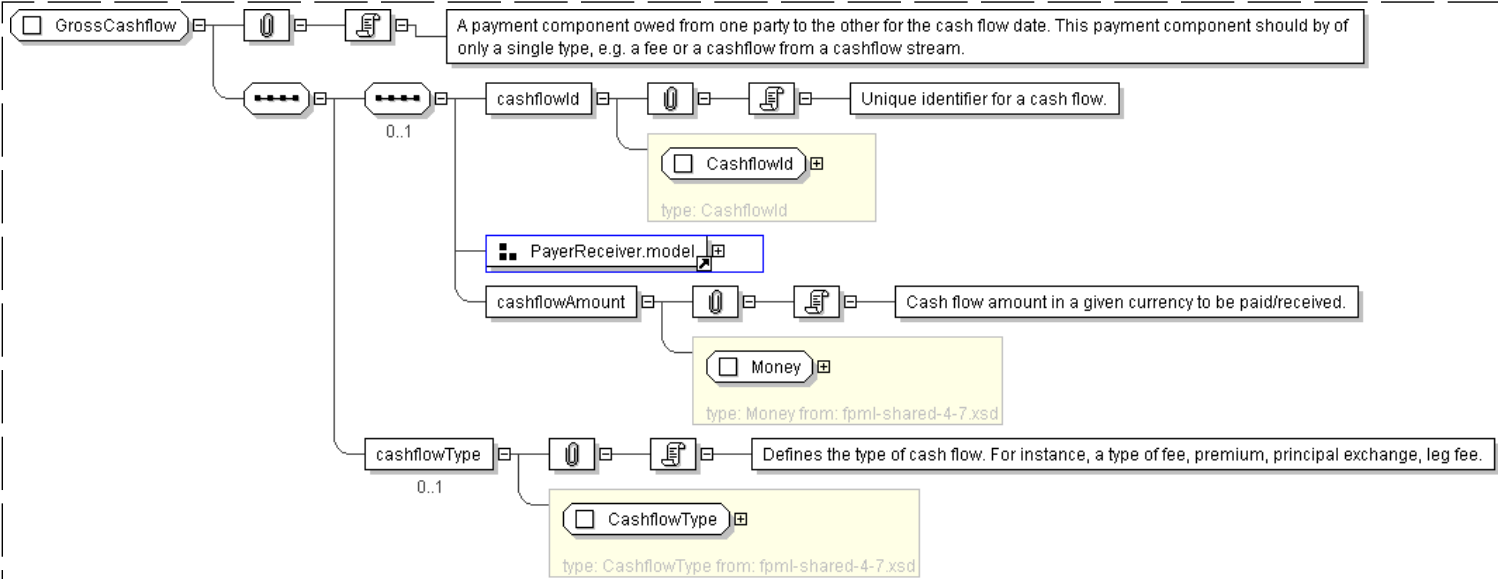 GrossCashflow
A payment component owed from one party to the other for the cash flow date. This payment component should by of
only a single type, e.g. a fee or a cashflow from a cashflow stream.
0..1
cashflowId
Unique identifier for a cash flow.
CashflowId
type: CashflowId
PayerReceiver.model
cashflowAmount
Cash flow amount in a given currency to be paid/received.
Money
type: Money from: fpml-shared-4-7.xsd
cashflowType
0..1
Defines the type of cash flow. For instance, a type of fee, premium, principal exchange, leg fee.
CashflowType
type: CashflowType from: fpml-shared-4-7.xsd